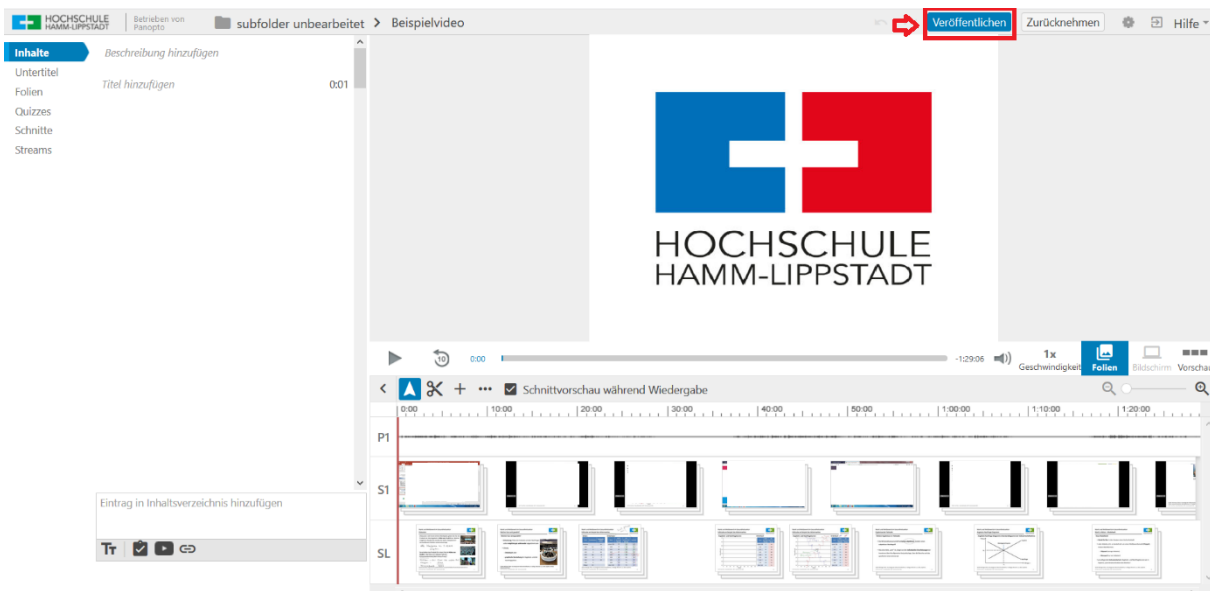 HOCHSCHULE
HAMM-LIPPSTADT
Betrieben von
Panopto
subfolder unbearbeitet > Beispielvideo
Veröffentlichen
Zurücknehmen
Hilfe
Inhalte
Untertitel
Folien
Quizzes
Schnitte
Streams
Beschreibung hinzufügen
Titel hinzufügen 0:01
HOCHSCHULE
HAMM-LIPPSTADT
10 0:00 -1:29:06
1x
Geschwindigkeit
Folien
Bildschirm
Vorschau
Schnittvorschau während Wiedergabe
0:00 10:00 20:00 30:00 40:00 50:00 1:00:00 1:10:00 1:20:00
P1
S1
SL
Eintrag in Inhaltsverzeichnis hinzufügen